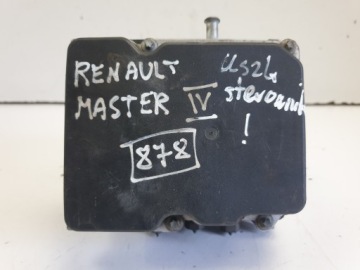 RENAULT
MASTER IV
878
USZK
sterownik
!